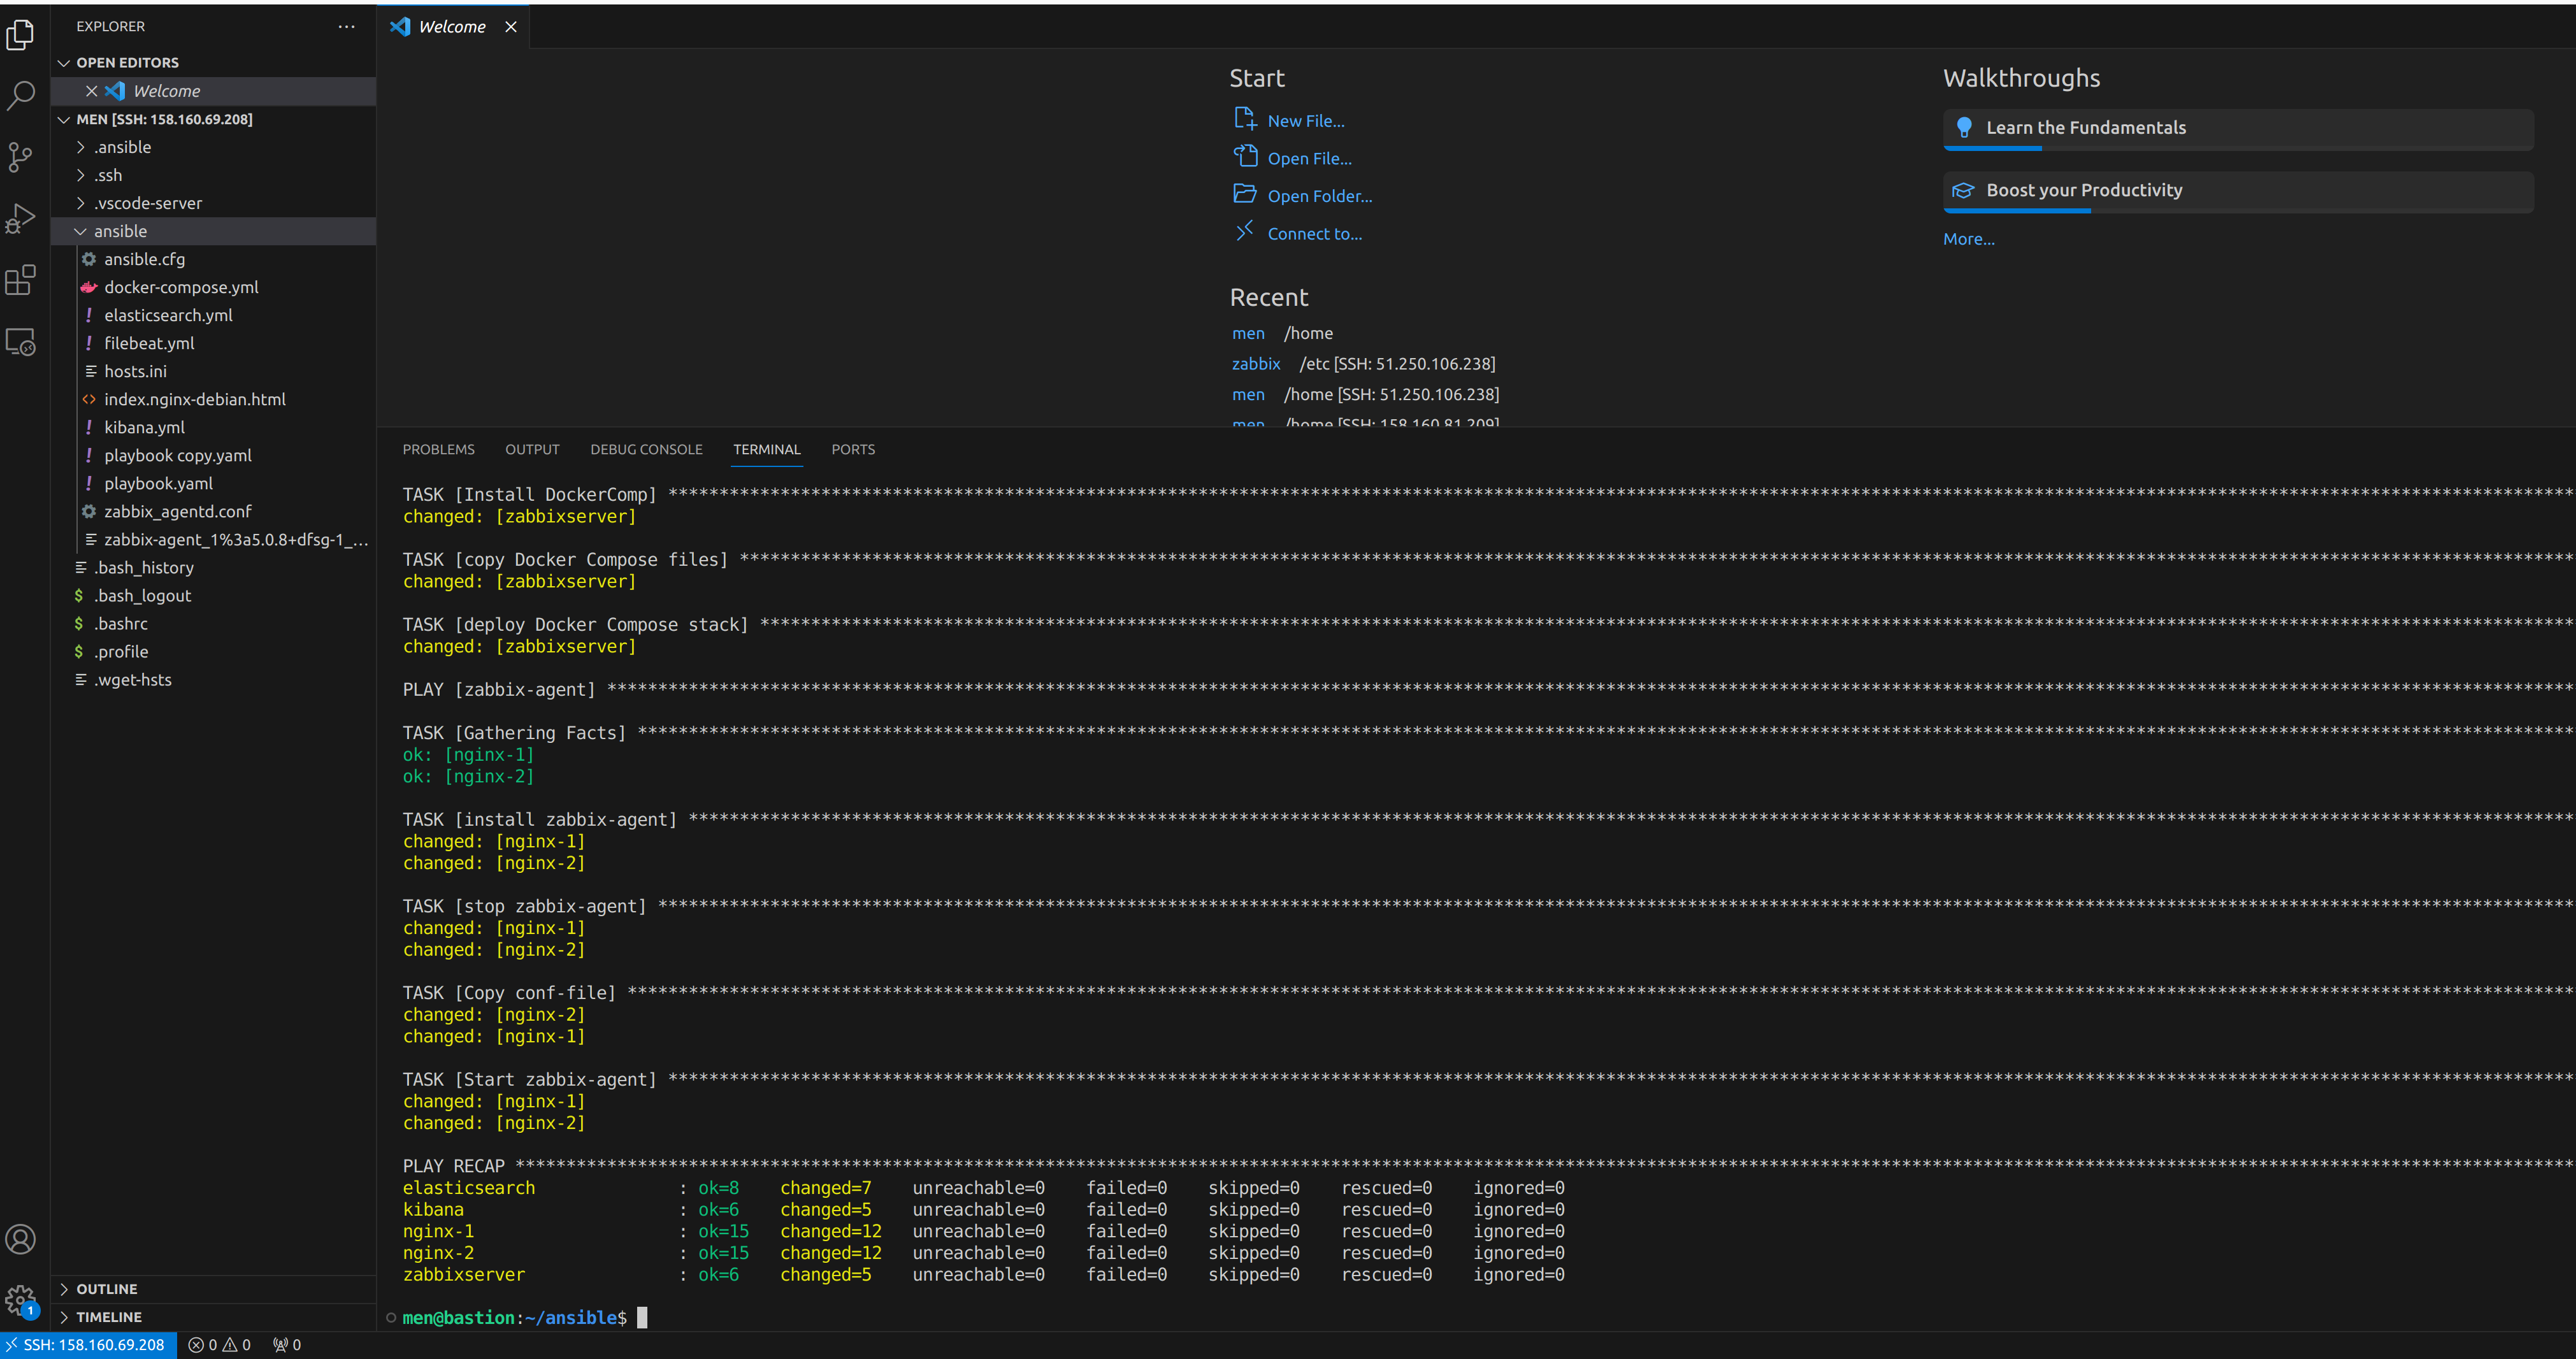 EXPLORER
OPEN EDITORS
Welcome
MEN [SSH: 158.160.69.208]
.ansible
.ssh
.vscode-server
ansible
ansible.cfg
docker-compose.yml
elasticsearch.yml
filebeat.yml
hosts.ini
index.nginx-debian.html
kibana.yml
playbook copy.yaml
playbook.yaml
zabbix_agentd.conf
zabbix-agent_1%3a5.0.8+dfsg-1_...
.bash_history
.bash_logout
.bashrc
.profile
.wget-hsts
OUTLINE
TIMELINE
Welcome
Start
New File...
Open File...
Open Folder...
Connect to...
Recent
men /home
zabbix /etc [SSH: 51.250.106.238]
men /home [SSH: 51.250.106.238]
men /home [SSH: 158.160.81.209]
Walkthroughs
Learn the Fundamentals
Boost your Productivity
More...
PROBLEMS OUTPUT DEBUG CONSOLE TERMINAL PORTS
TASK [Install DockerComp] ****
changed: [zabbixserver]
TASK [copy Docker Compose files] ****
changed: [zabbixserver]
TASK [deploy Docker Compose stack] ****
changed: [zabbixserver]
PLAY [zabbix-agent] ****
TASK [Gathering Facts] ****
ok: [nginx-1]
ok: [nginx-2]
TASK [install zabbix-agent] ****
changed: [nginx-1]
changed: [nginx-2]
TASK [stop zabbix-agent] ****
changed: [nginx-1]
changed: [nginx-2]
TASK [Copy conf-file] ****
changed: [nginx-2]
changed: [nginx-1]
TASK [Start zabbix-agent] ****
changed: [nginx-1]
changed: [nginx-2]
PLAY RECAP ****
elasticsearch : ok=8 changed=7 unreachable=0 failed=0 skipped=0 rescued=0 ignored=0
kibana : ok=6 changed=5 unreachable=0 failed=0 skipped=0 rescued=0 ignored=0
nginx-1 : ok=15 changed=12 unreachable=0 failed=0 skipped=0 rescued=0 ignored=0
nginx-2 : ok=15 changed=12 unreachable=0 failed=0 skipped=0 rescued=0 ignored=0
zabbixserver : ok=6 changed=5 unreachable=0 failed=0 skipped=0 rescued=0 ignored=0
men@bastion:~/ansible$
1
SSH: 158.160.69.208 0 0 0